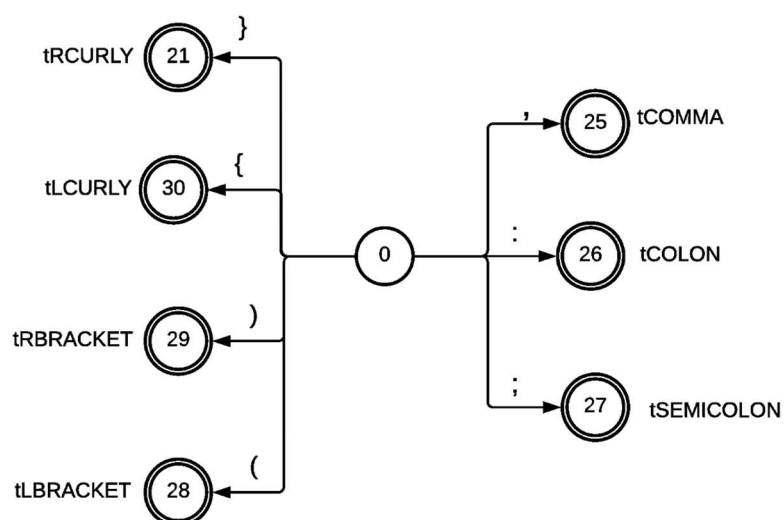 }
tRCURLY 21
, 25 tCOMMA
{
tLCURLY 30
0
: 26 tCOLON
)
tRBRACKET 29
; 27 tSEMICOLON
(
tLBRACKET 28